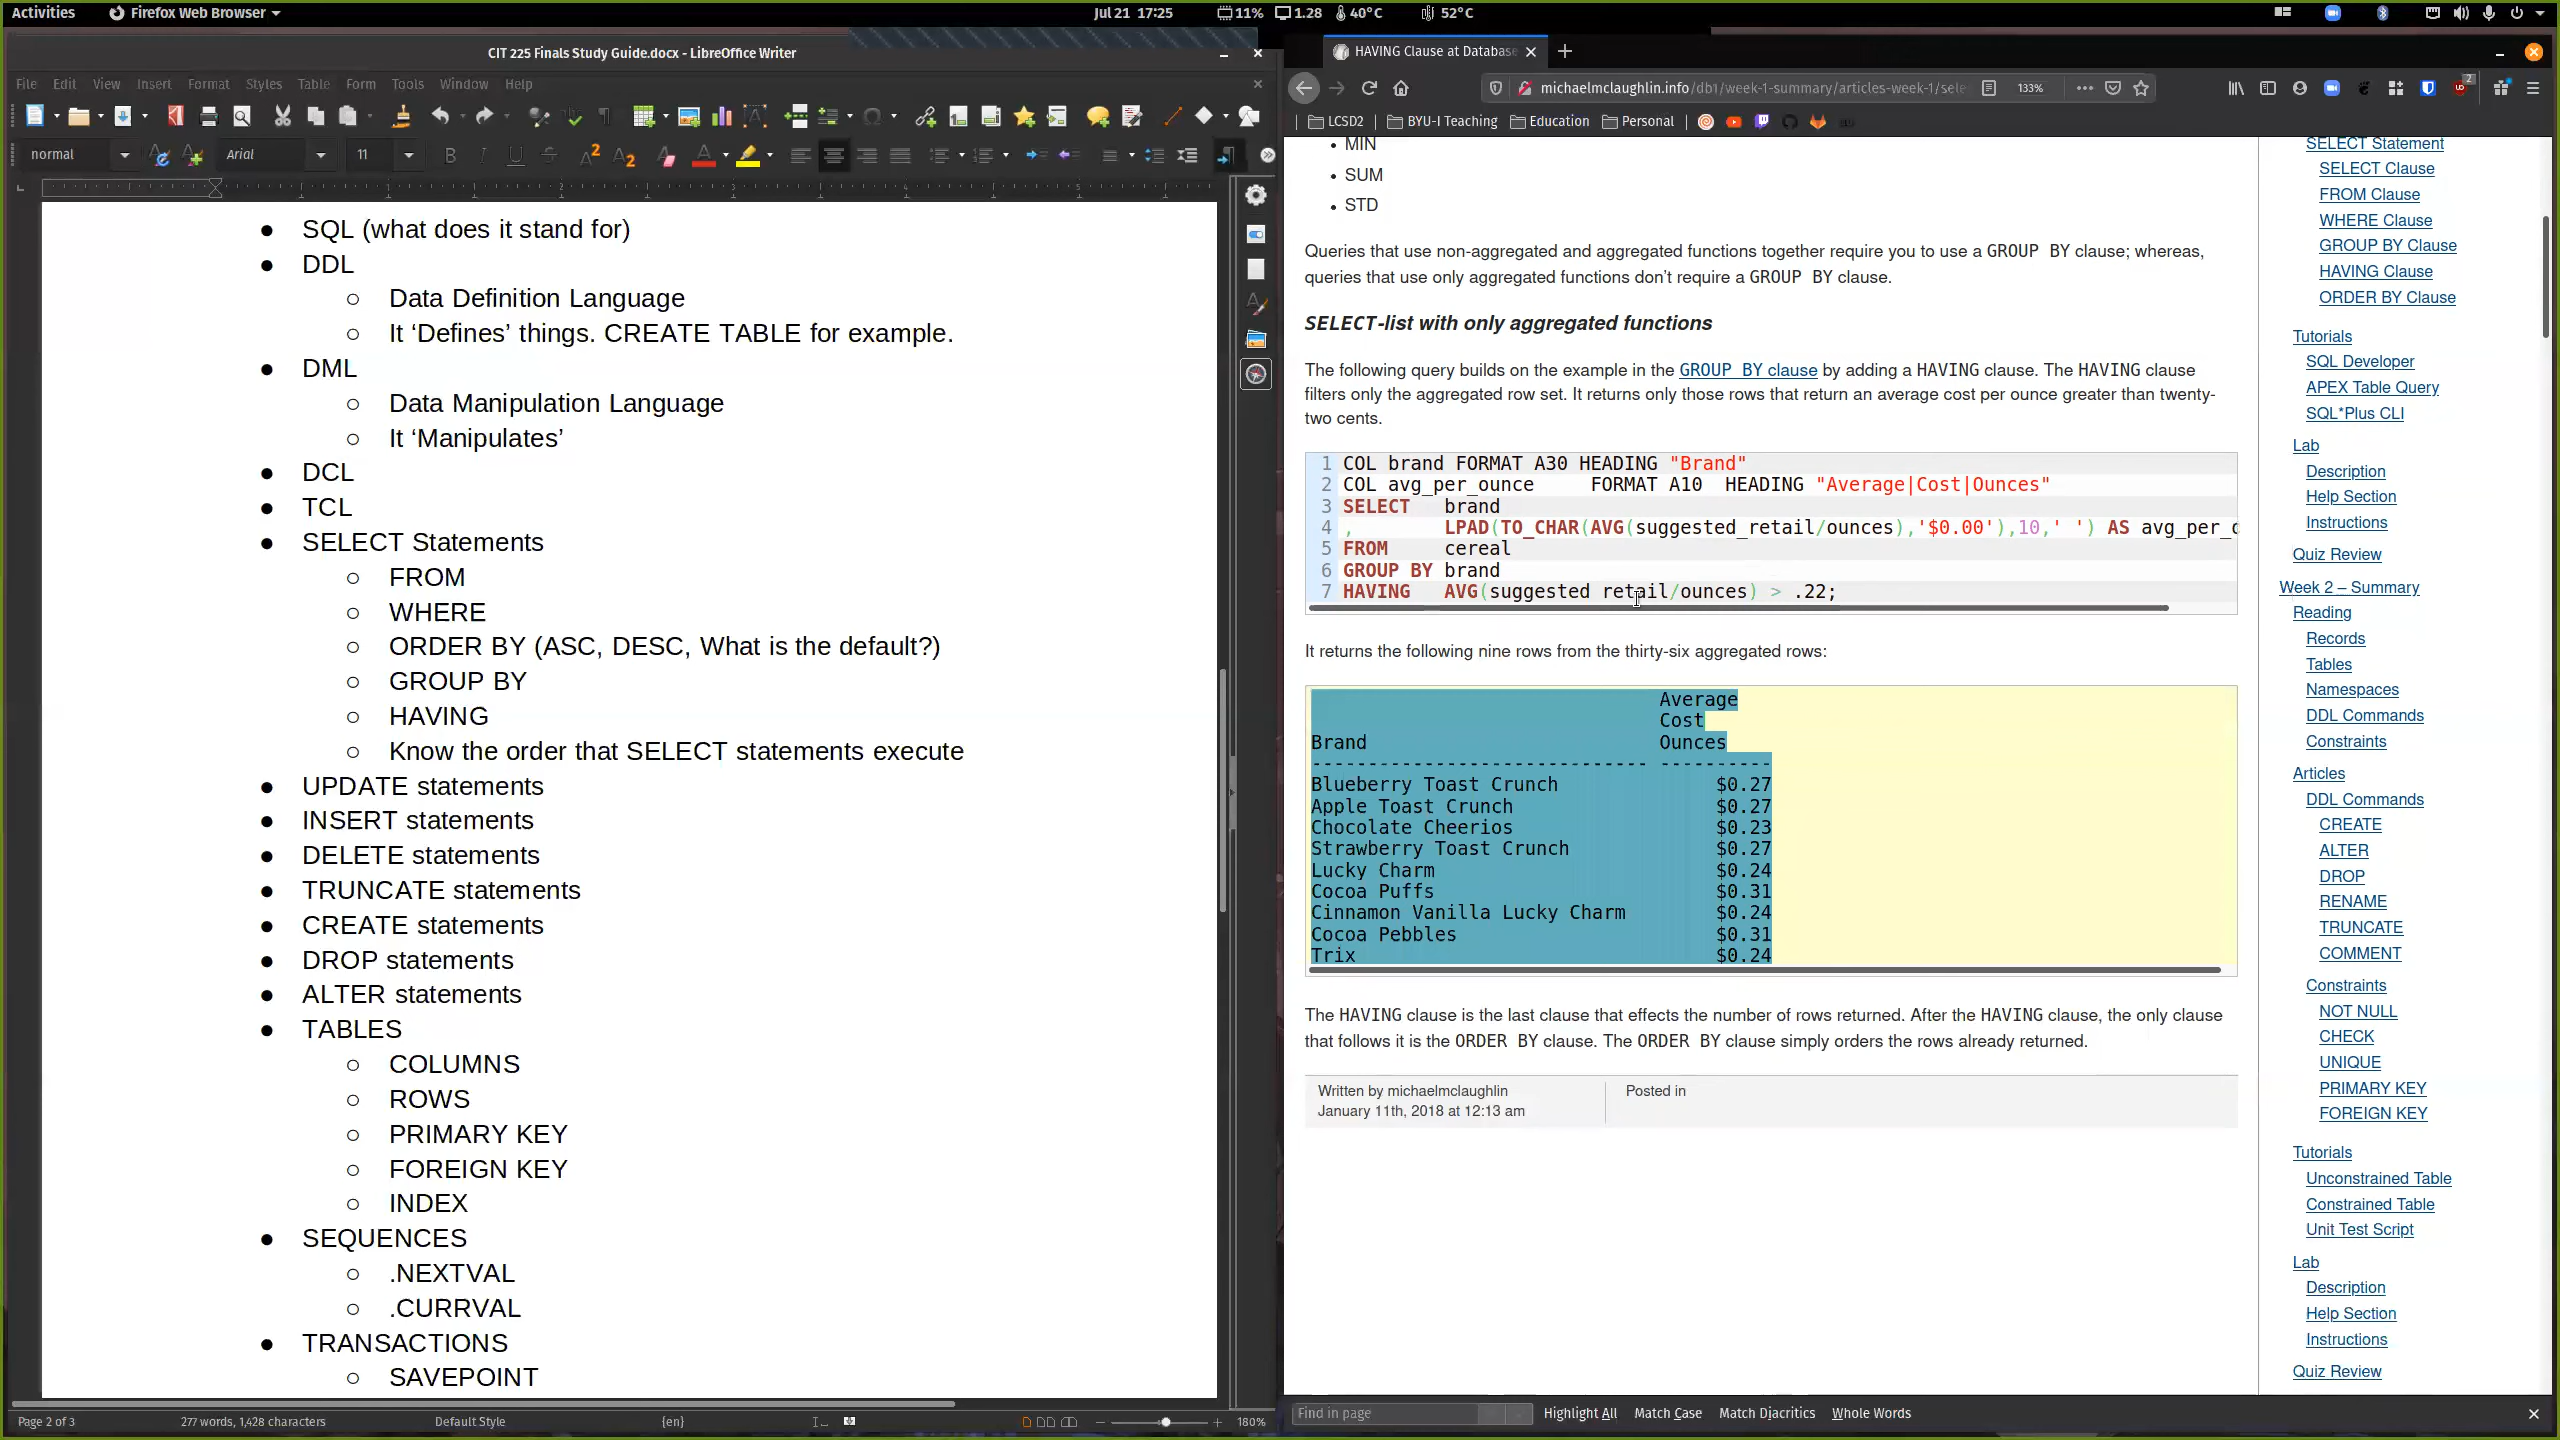 Activities
Firefox Web Browser
Jul 21 17:25
11%
1.28
40°C
52°C
CIT 225 Finals Study Guide.docx - LibreOffice Writer
File Edit View Insert Format Styles Table Form Tools Window Help
normal
Arial
11
SQL (what does it stand for)
DDL
Data Definition Language
It ‘Defines’ things. CREATE TABLE for example.
DML
Data Manipulation Language
It ‘Manipulates’
DCL
TCL
SELECT Statements
FROM
WHERE
ORDER BY (ASC, DESC, What is the default?)
GROUP BY
HAVING
Know the order that SELECT statements execute
UPDATE statements
INSERT statements
DELETE statements
TRUNCATE statements
CREATE statements
DROP statements
ALTER statements
TABLES
COLUMNS
ROWS
PRIMARY KEY
FOREIGN KEY
INDEX
SEQUENCES
.NEXTVAL
.CURRVAL
TRANSACTIONS
SAVEPOINT
Page 2 of 3
277 words, 1,428 characters
Default Style
{en}
180%
HAVING Clause at Database
michaelmclaughlin.info/db1/week-1-summary/articles-week-1/sele
133%
LCSD2
BYU-I Teaching
Education
Personal
MIN
SUM
STD
Queries that use non-aggregated and aggregated functions together require you to use a GROUP BY clause; whereas,
queries that use only aggregated functions don’t require a GROUP BY clause.
SELECT-list with only aggregated functions
The following query builds on the example in the GROUP BY clause by adding a HAVING clause. The HAVING clause
filters only the aggregated row set. It returns only those rows that return an average cost per ounce greater than twenty-
two cents.
1 COL brand FORMAT A30 HEADING "Brand"
2 COL avg_per_ounce FORMAT A10 HEADING "Average|Cost|Ounces"
3 SELECT brand
4 , LPAD(TO_CHAR(AVG(suggested_retail/ounces),'$0.00'),10,' ') AS avg_per_o
5 FROM cereal
6 GROUP BY brand
7 HAVING AVG(suggested_retail/ounces) > .22;
It returns the following nine rows from the thirty-six aggregated rows:
Average
Cost
Brand Ounces
------------------------------ ----------
Blueberry Toast Crunch $0.27
Apple Toast Crunch $0.27
Chocolate Cheerios $0.23
Strawberry Toast Crunch $0.27
Lucky Charm $0.24
Cocoa Puffs $0.31
Cinnamon Vanilla Lucky Charm $0.24
Cocoa Pebbles $0.31
Trix $0.24
The HAVING clause is the last clause that effects the number of rows returned. After the HAVING clause, the only clause
that follows it is the ORDER BY clause. The ORDER BY clause simply orders the rows already returned.
Written by michaelmclaughlin
January 11th, 2018 at 12:13 am
Posted in
SELECT Statement
SELECT Clause
FROM Clause
WHERE Clause
GROUP BY Clause
HAVING Clause
ORDER BY Clause
Tutorials
SQL Developer
APEX Table Query
SQL*Plus CLI
Lab
Description
Help Section
Instructions
Quiz Review
Week 2 – Summary
Reading
Records
Tables
Namespaces
DDL Commands
Constraints
Articles
DDL Commands
CREATE
ALTER
DROP
RENAME
TRUNCATE
COMMENT
Constraints
NOT NULL
CHECK
UNIQUE
PRIMARY KEY
FOREIGN KEY
Tutorials
Unconstrained Table
Constrained Table
Unit Test Script
Lab
Description
Help Section
Instructions
Quiz Review
Find in page
Highlight All
Match Case
Match Diacritics
Whole Words